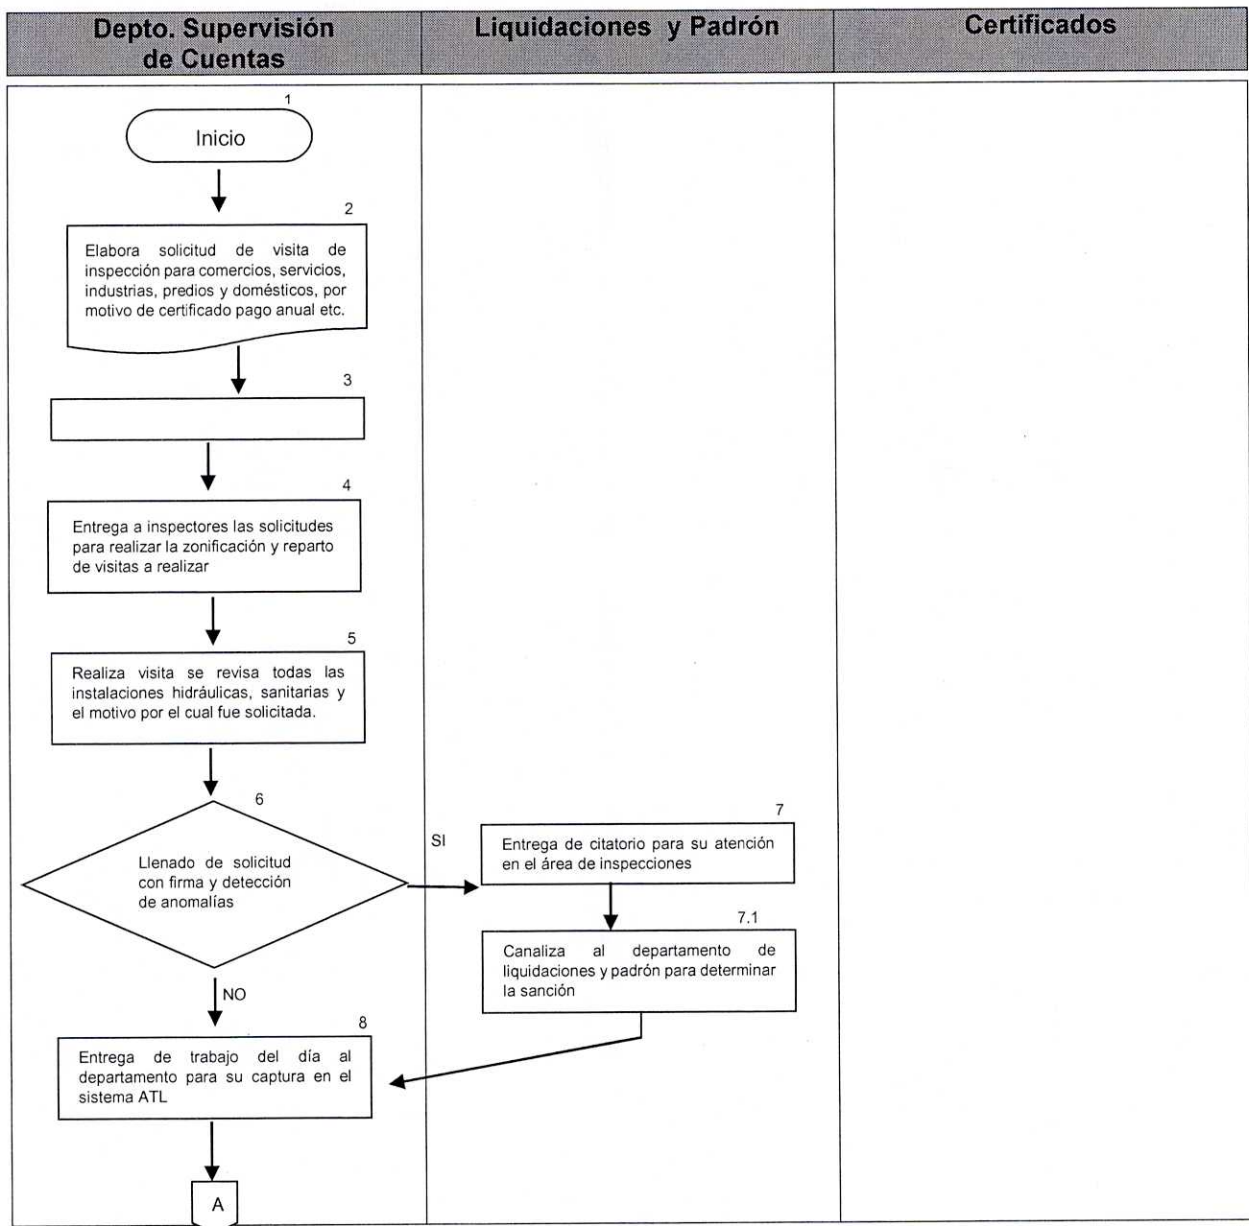 Depto. Supervisión
de Cuentas
Liquidaciones y Padrón
Certificados
1
Inicio
2
Elabora solicitud de visita de
inspección para comercios, servicios,
industrias, predios y domésticos, por
motivo de certificado pago anual etc.
3
4
Entrega a inspectores las solicitudes
para realizar la zonificación y reparto
de visitas a realizar
5
Realiza visita se revisa todas las
instalaciones hidráulicas, sanitarias y
el motivo por el cual fue solicitada.
6
Llenado de solicitud
con firma y detección
de anomalías
SI
7
Entrega de citatorio para su atención
en el área de inspecciones
7.1
Canaliza al departamento de
liquidaciones y padrón para determinar
la sanción
NO
8
Entrega de trabajo del día al
departamento para su captura en el
sistema ATL
A